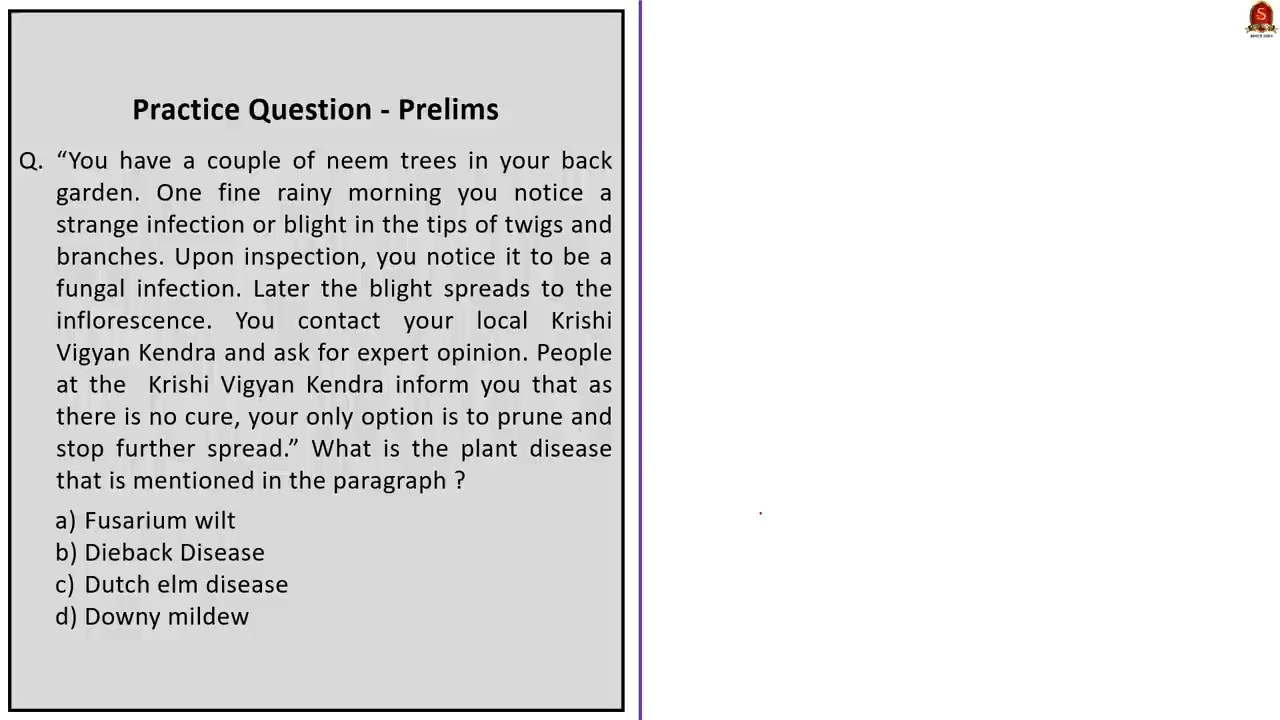 Practice Question - Prelims
Q. “You have a couple of neem trees in your back
garden. One fine rainy morning you notice a
strange infection or blight in the tips of twigs and
branches. Upon inspection, you notice it to be a
fungal infection. Later the blight spreads to the
inflorescence. You contact your local Krishi
Vigyan Kendra and ask for expert opinion. People
at the Krishi Vigyan Kendra inform you that as
there is no cure, your only option is to prune and
stop further spread.” What is the plant disease
that is mentioned in the paragraph ?
a) Fusarium wilt
b) Dieback Disease
c) Dutch elm disease
d) Downy mildew
S